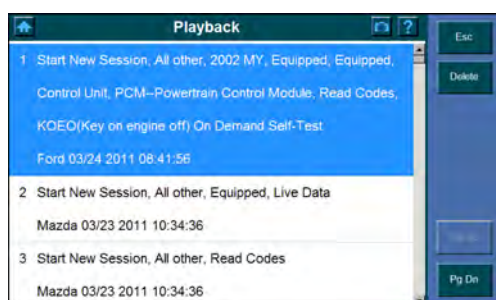 Playback
?
Esc
Delete
1 Start New Session, All other, 2002 MY, Equipped, Equipped,
Control Unit, PCM–Powertrain Control Module, Read Codes,
KOEO(Key on engine off) On Demand Self-Test
Ford 03/24 2011 08:41:56
2 Start New Session, All other, Equipped, Live Data
Mazda 03/23 2011 10:34:36
3 Start New Session, All other, Read Codes
Mazda 03/23 2011 10:34:36
Pg Dn